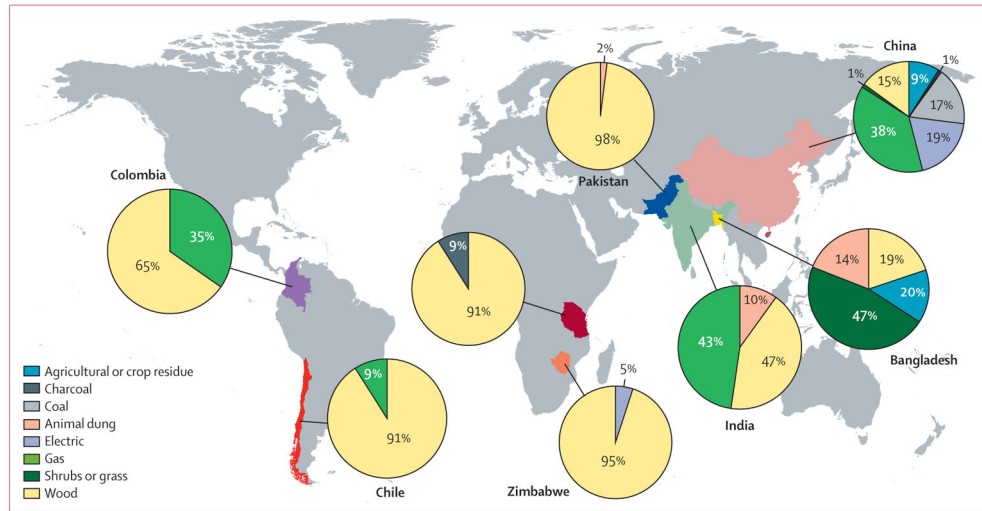 China
1%
9%
1%
15%
17%
38%
19%
2%
98%
Pakistan
Colombia
35%
65%
9%
91%
14%
19%
20%
47%
Bangladesh
10%
43%
47%
India
9%
91%
Chile
5%
95%
Zimbabwe
Agricultural or crop residue
Charcoal
Coal
Animal dung
Electric
Gas
Shrubs or grass
Wood